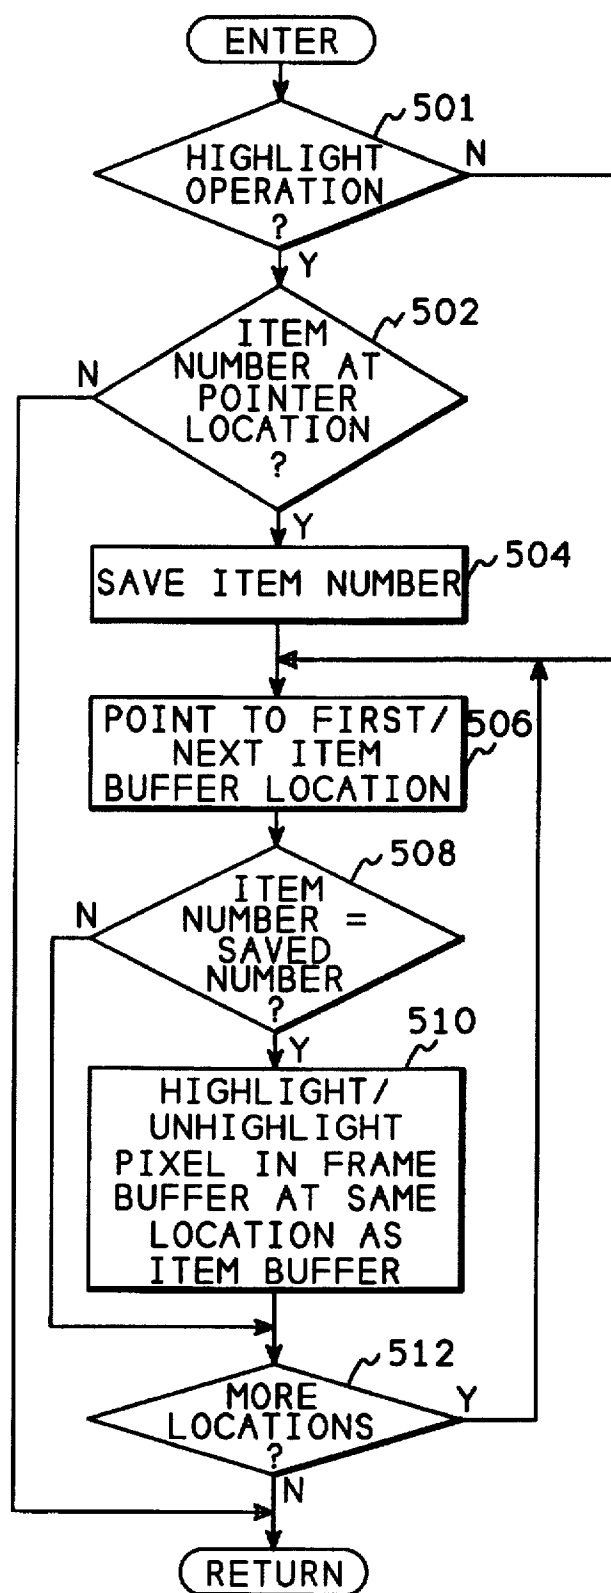 ENTER
501
HIGHLIGHT
OPERATION
?
N
Y
502
ITEM
NUMBER AT
POINTER
LOCATION
?
N
Y
SAVE ITEM NUMBER
504
POINT TO FIRST/
NEXT ITEM
BUFFER LOCATION
506
508
ITEM
NUMBER =
SAVED
NUMBER
?
N
Y
510
HIGHLIGHT/
UNHIGHLIGHT
PIXEL IN FRAME
BUFFER AT SAME
LOCATION AS
ITEM BUFFER
512
MORE
LOCATIONS
?
Y
N
RETURN